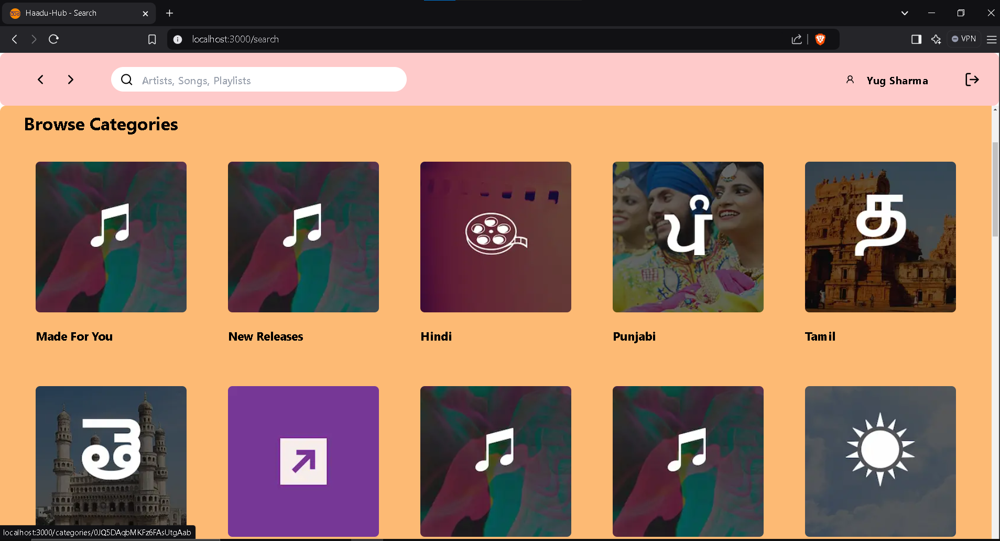 Haadu-Hub - Search
localhost:3000/search
VPN
Artists, Songs, Playlists
Yug Sharma
Browse Categories
ਪੰ
த
Made For You
New Releases
Hindi
Punjabi
Tamil
తె
localhost:3000/categories/0JQ5DAqbMKFz6FAsUtgAab